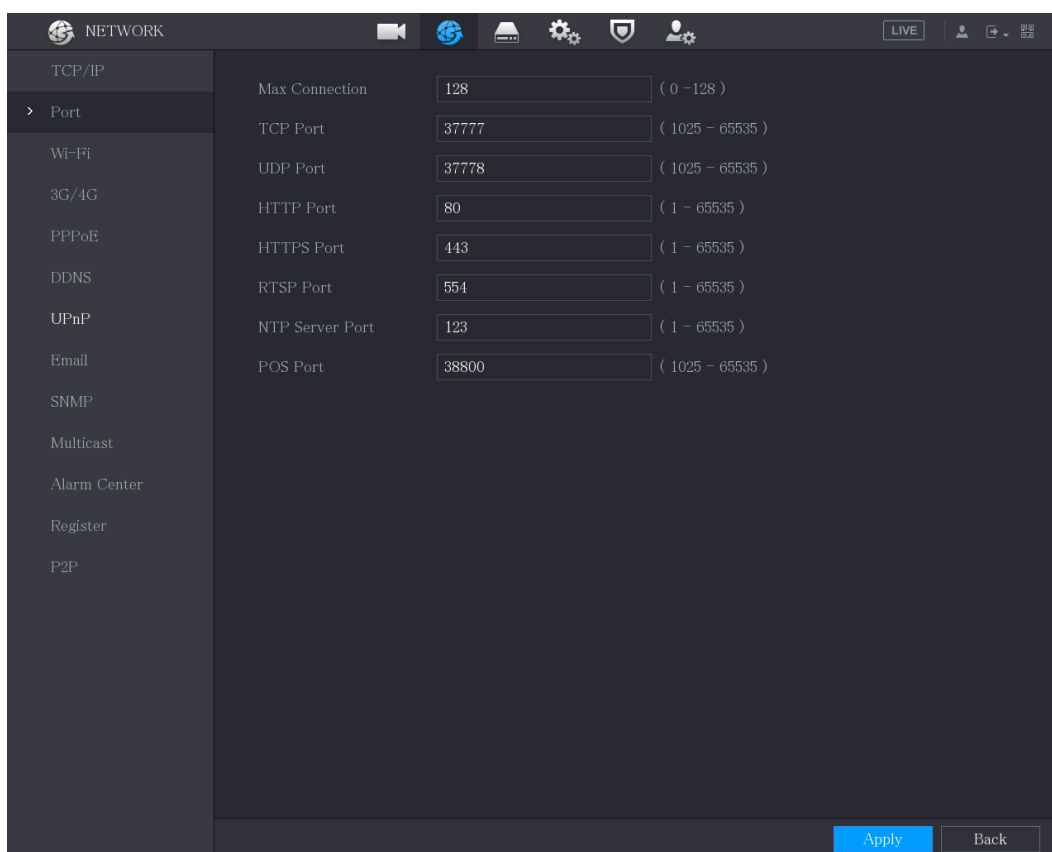 NETWORK
LIVE
TCP/IP
Port
Wi-Fi
3G/4G
PPPoE
DDNS
UPnP
Email
SNMP
Multicast
Alarm Center
Register
P2P
Max Connection 128 ( 0 -128 )
TCP Port 37777 ( 1025 - 65535 )
UDP Port 37778 ( 1025 - 65535 )
HTTP Port 80 ( 1 - 65535 )
HTTPS Port 443 ( 1 - 65535 )
RTSP Port 554 ( 1 - 65535 )
NTP Server Port 123 ( 1 - 65535 )
POS Port 38800 ( 1025 - 65535 )
Apply Back